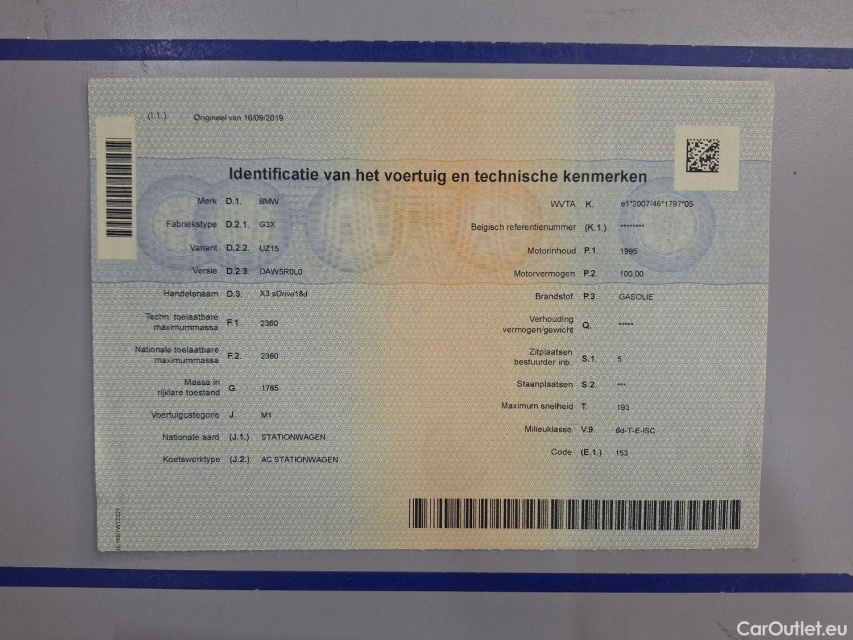 (I.1.) Origineel van 16/09/2019
Identificatie van het voertuig en technische kenmerken
Merk D.1. BMW
Fabriekstype D.2.1. G3X
Variant D.2.2. UZ15
Versie D.2.3. DAW5R0L0
Handelsnaam D.3. X3 sDrive18d
Techn. toelaatbare
maximummassa F.1. 2360
Nationale toelaatbare
maximummassa F.2. 2360
Massa in
rijklare toestand G. 1765
Voertuigcategorie J. M1
Nationale aard (J.1.) STATIONWAGEN
Koetswerktype (J.2.) AC STATIONWAGEN
WVTA K. e1*2007/46*1797*05
Belgisch referentienummer (K.1.) ********
Motorinhoud P.1. 1995
Motorvermogen P.2. 100,00
Brandstof P.3. GASOLIE
Verhouding
vermogen/gewicht Q. *****
Zitplaatsen
bestuurder inb. S.1. 5
Staanplaatsen S.2. ***
Maximum snelheid T. 193
Milieuklasse V.9. 6d-T-E-ISC
Code (E.1.) 153
CarOutlet.eu